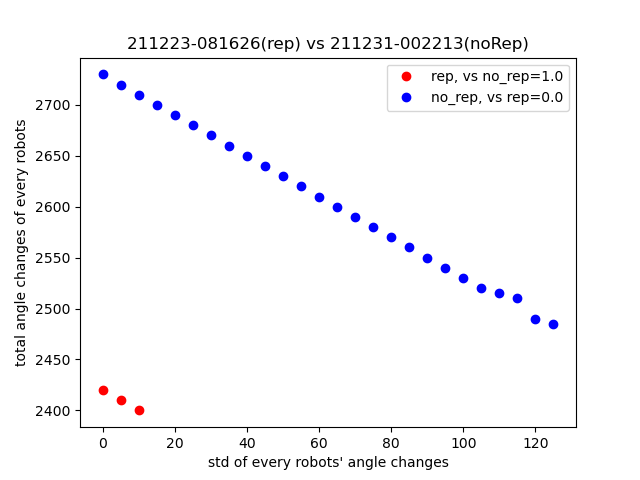 211223-081626(rep) vs 211231-002213(noRep)
rep, vs no_rep=1.0
no_rep, vs rep=0.0
total angle changes of every robots
2700
2650
2600
2550
2500
2450
2400
0 20 40 60 80 100 120
std of every robots' angle changes